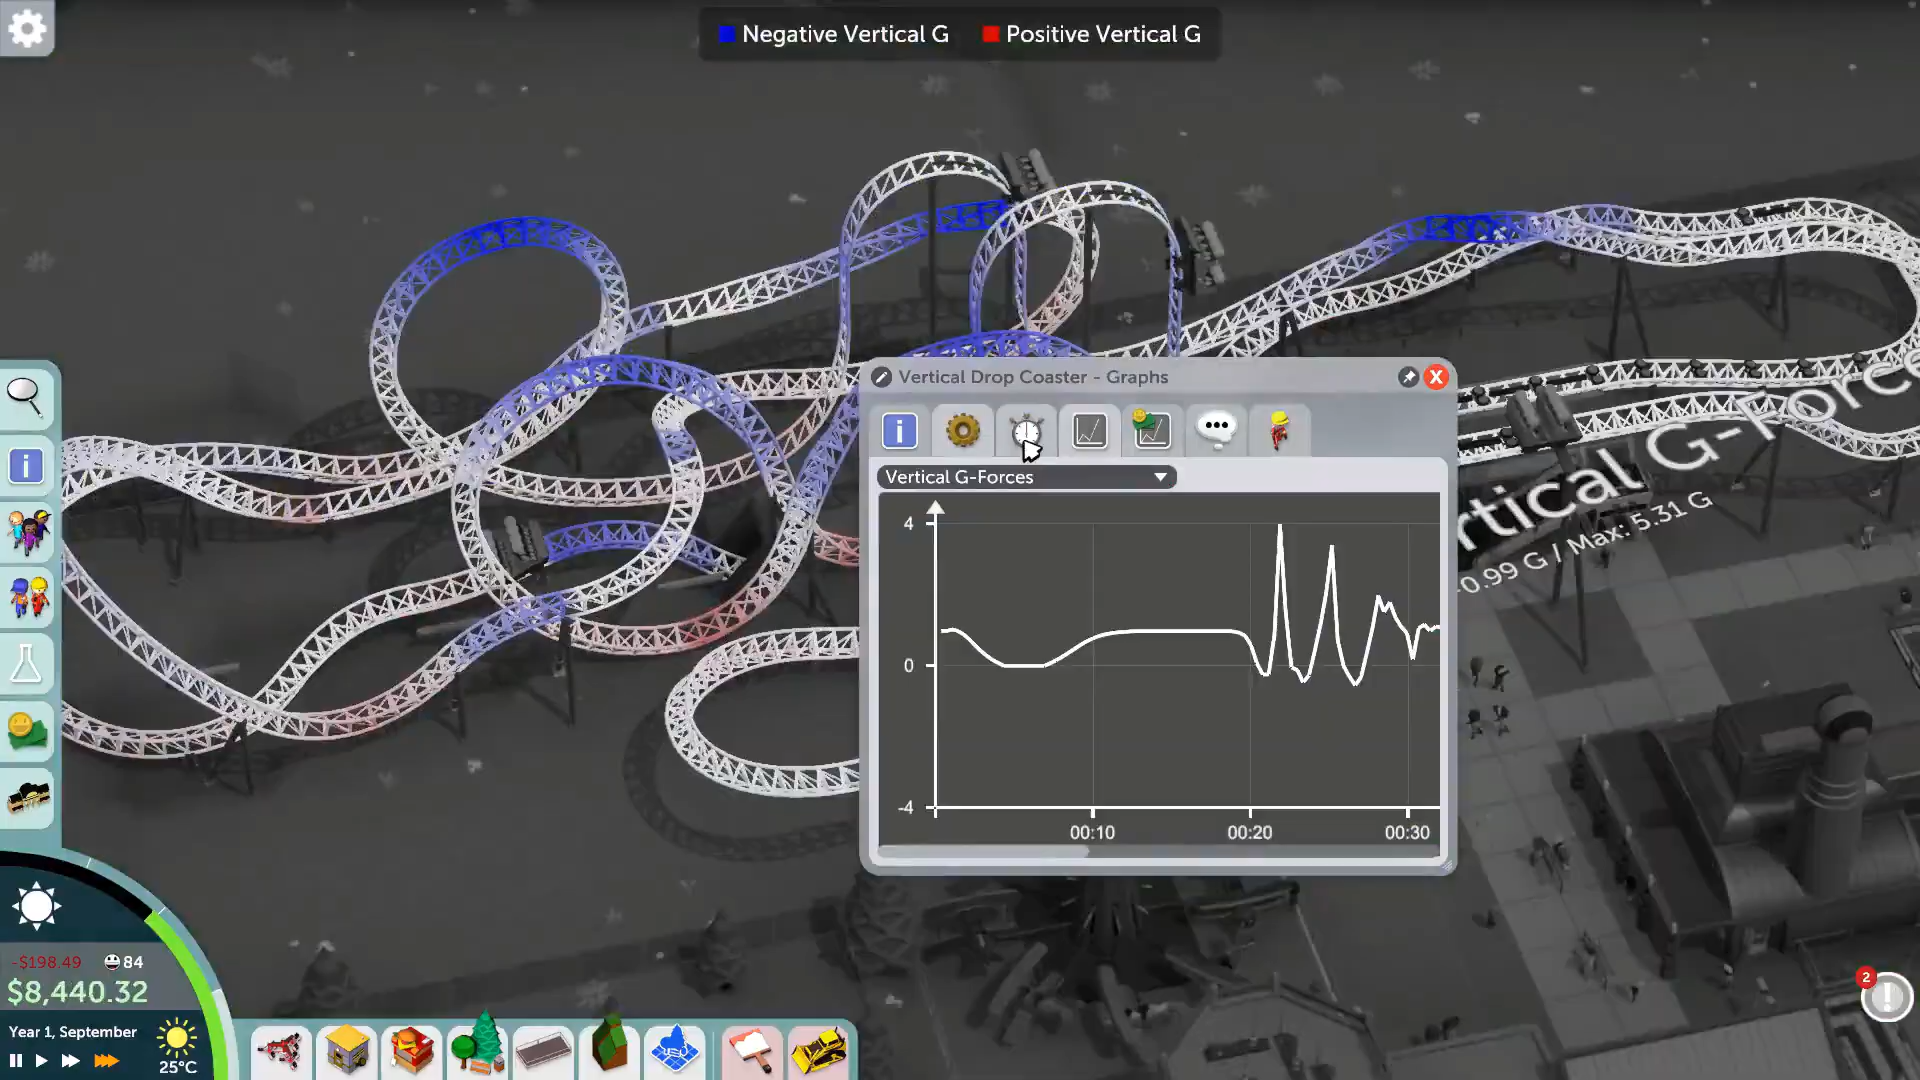 Negative Vertical G
Positive Vertical G
Vertical Drop Coaster - Graphs
i
Vertical G-Forces
4
0
-4
00:10
00:20
00:30
rtical G-Force
0.99 G / Max: 5.31 G
i
-$198.49
84
$8,440.32
Year 1, September
25°C
2